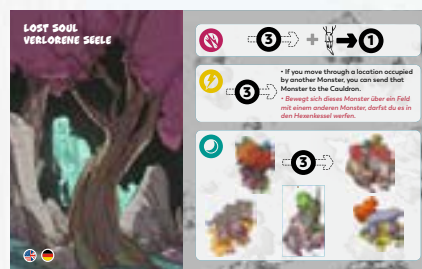 LOST SOUL
VERLORENE SEELE
3 + 1
3
• If you move through a location occupied
by another Monster, you can send that
Monster to the Cauldron.
• Bewegt sich dieses Monster über ein Feld
mit einem anderen Monster, darfst du es in
den Hexenkessel werfen.
3